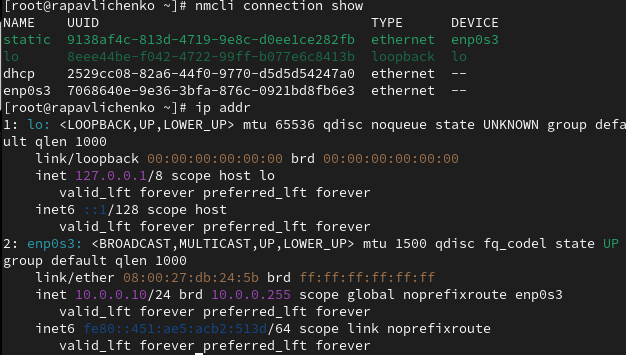 [root@rapavlichenko ~]# nmcli connection show
NAME    UUID                                  TYPE      DEVICE
static  9138af4c-813d-4719-9e8c-d0ee1ce282fb  ethernet  enp0s3
lo      8eee44be-f042-4722-99ff-b077e6c8413b  loopback  lo
dhcp    2529cc08-82a6-44f0-9770-d5d5d54247a0  ethernet  --
enp0s3  7068640e-9e36-3bfa-876c-0921bd8fb6e3  ethernet  --
[root@rapavlichenko ~]# ip addr
1: lo: <LOOPBACK,UP,LOWER_UP> mtu 65536 qdisc noqueue state UNKNOWN group defa
ult qlen 1000
    link/loopback 00:00:00:00:00:00 brd 00:00:00:00:00:00
    inet 127.0.0.1/8 scope host lo
       valid_lft forever preferred_lft forever
    inet6 ::1/128 scope host
       valid_lft forever preferred_lft forever
2: enp0s3: <BROADCAST,MULTICAST,UP,LOWER_UP> mtu 1500 qdisc fq_codel state UP
group default qlen 1000
    link/ether 08:00:27:db:24:5b brd ff:ff:ff:ff:ff:ff
    inet 10.0.0.10/24 brd 10.0.0.255 scope global noprefixroute enp0s3
       valid_lft forever preferred_lft forever
    inet6 fe80::451:ae5:acb2:513d/64 scope link noprefixroute
       valid_lft forever preferred_lft forever